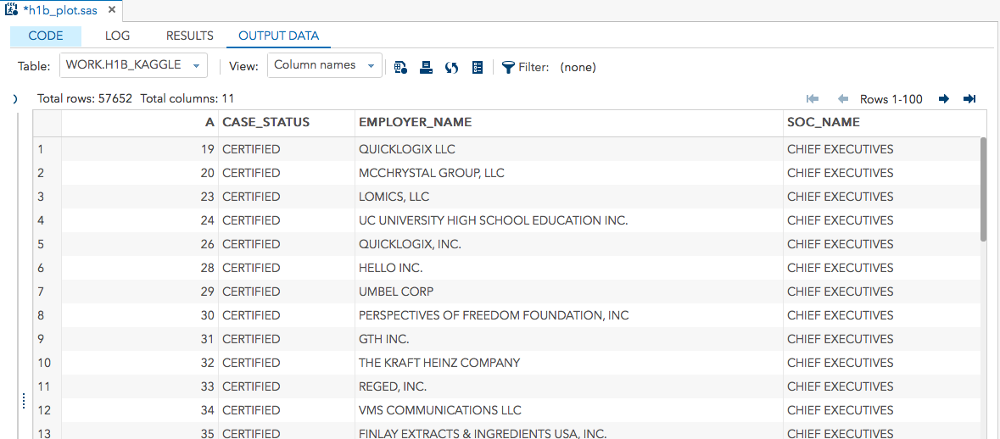 *h1b_plot.sas ×
CODE LOG RESULTS OUTPUT DATA
Table: WORK.H1B_KAGGLE View: Column names Filter: (none)
Total rows: 57652 Total columns: 11 Rows 1-100
A CASE_STATUS EMPLOYER_NAME SOC_NAME
1 19 CERTIFIED QUICKLOGIX LLC CHIEF EXECUTIVES
2 20 CERTIFIED MCCHRYSTAL GROUP, LLC CHIEF EXECUTIVES
3 23 CERTIFIED LOMICS, LLC CHIEF EXECUTIVES
4 24 CERTIFIED UC UNIVERSITY HIGH SCHOOL EDUCATION INC. CHIEF EXECUTIVES
5 26 CERTIFIED QUICKLOGIX, INC. CHIEF EXECUTIVES
6 28 CERTIFIED HELLO INC. CHIEF EXECUTIVES
7 29 CERTIFIED UMBEL CORP CHIEF EXECUTIVES
8 30 CERTIFIED PERSPECTIVES OF FREEDOM FOUNDATION, INC CHIEF EXECUTIVES
9 31 CERTIFIED GTH INC. CHIEF EXECUTIVES
10 32 CERTIFIED THE KRAFT HEINZ COMPANY CHIEF EXECUTIVES
11 33 CERTIFIED REGED, INC. CHIEF EXECUTIVES
12 34 CERTIFIED VMS COMMUNICATIONS LLC CHIEF EXECUTIVES
13 35 CERTIFIED FINLAY EXTRACTS & INGREDIENTS USA, INC. CHIEF EXECUTIVES